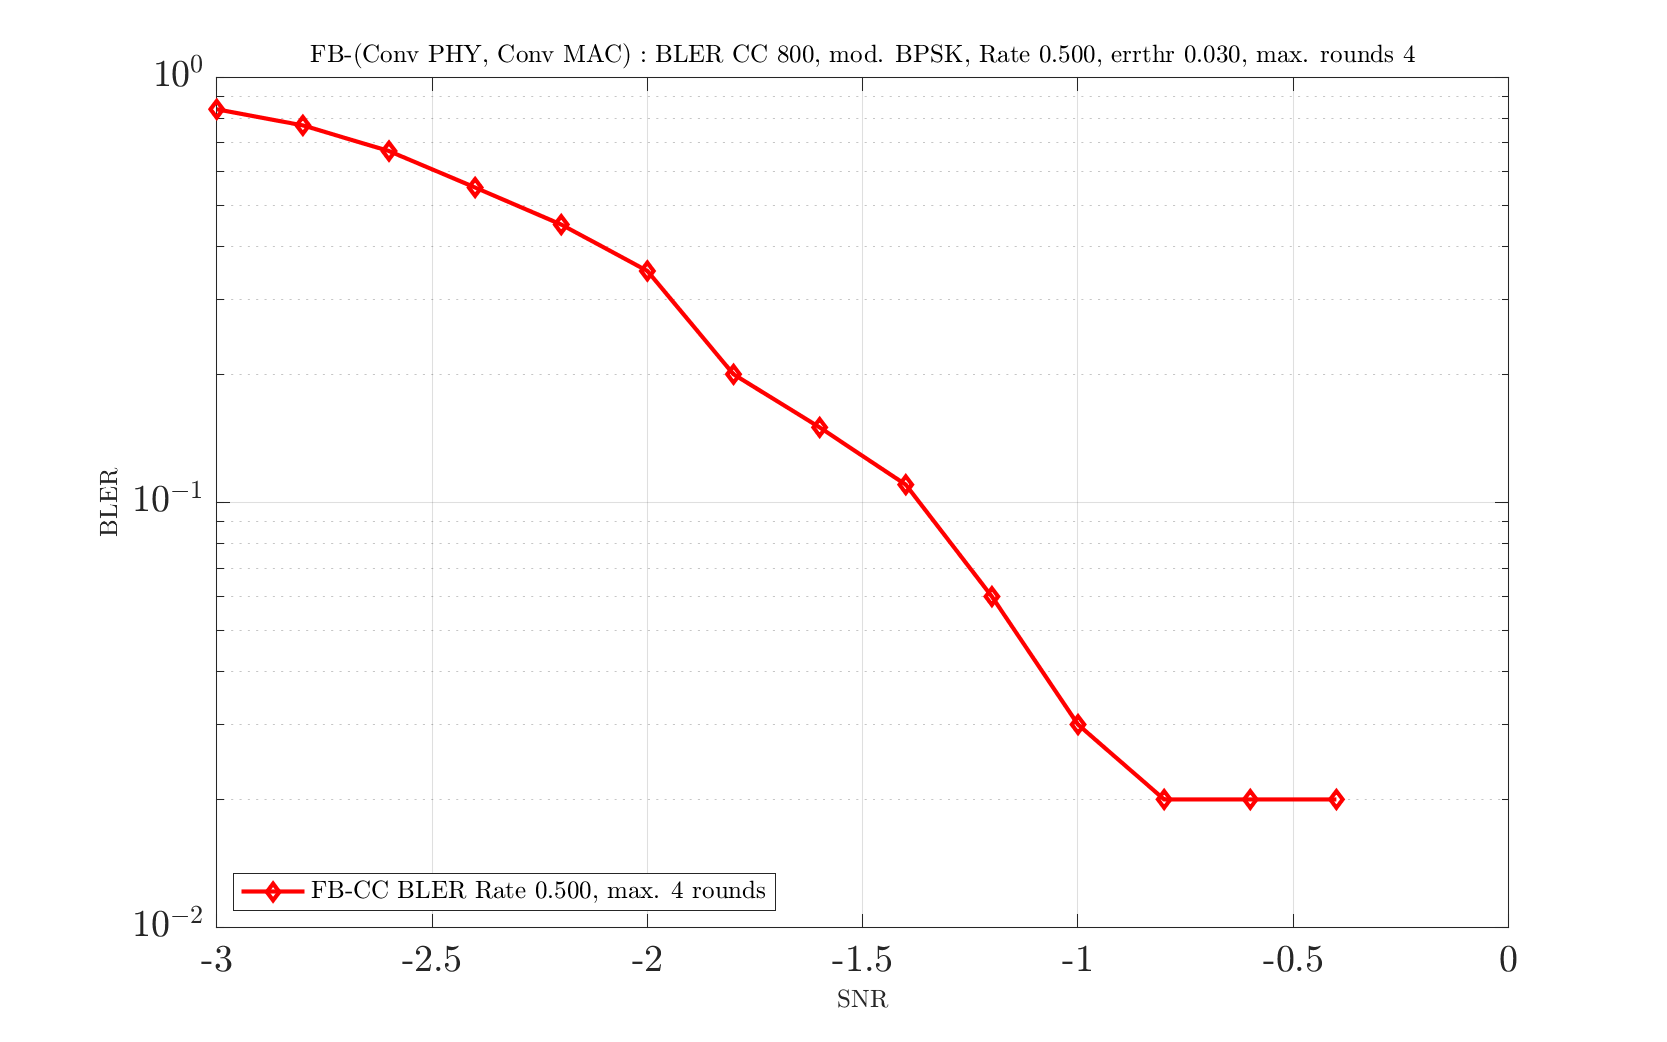 FB-(Conv PHY, Conv MAC) : BLER CC 800, mod. BPSK, Rate 0.500, errthr 0.030, max. rounds 4
10^0
10^-1
10^-2
BLER
FB-CC BLER Rate 0.500, max. 4 rounds
-3 -2.5 -2 -1.5 -1 -0.5 0
SNR